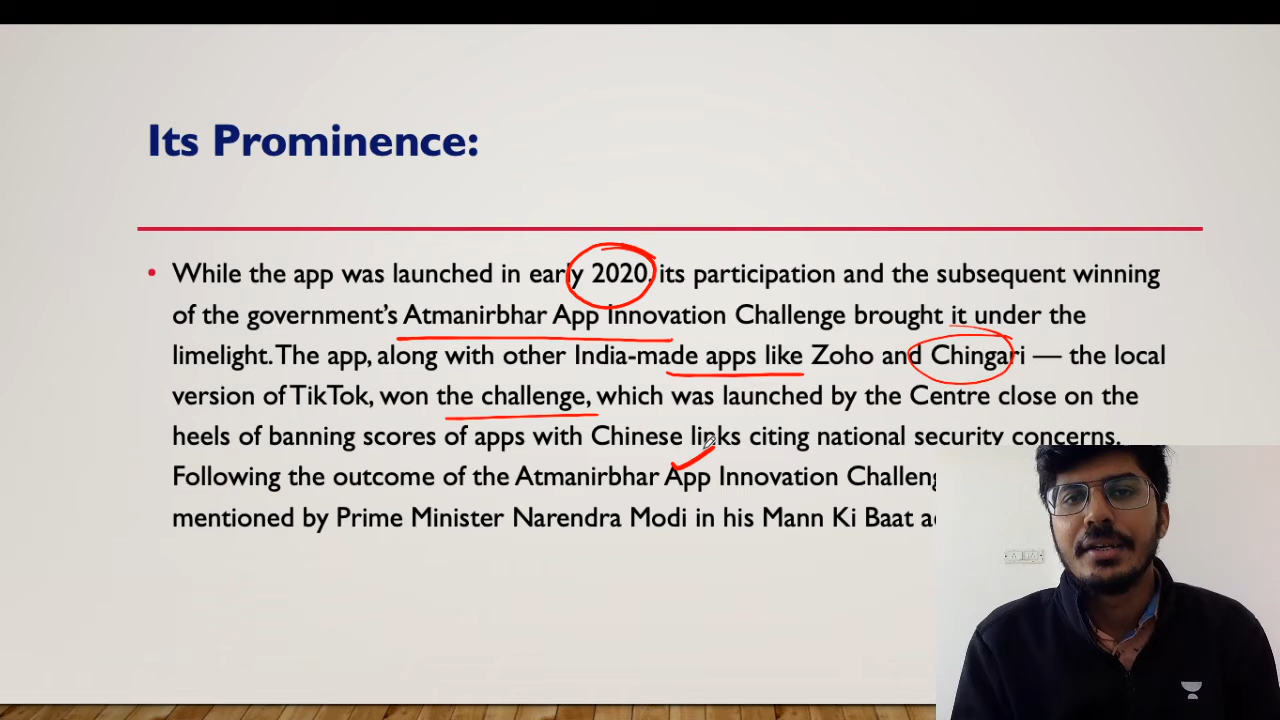 Its Prominence:
• While the app was launched in early 2020, its participation and the subsequent winning
of the government's Atmanirbhar App Innovation Challenge brought it under the
limelight. The app, along with other India-made apps like Zoho and Chingari — the local
version of TikTok, won the challenge, which was launched by the Centre close on the
heels of banning scores of apps with Chinese links citing national security concerns.
Following the outcome of the Atmanirbhar App Innovation
mentioned by Prime Minister Narendra Modi in his Mann Ki Baat